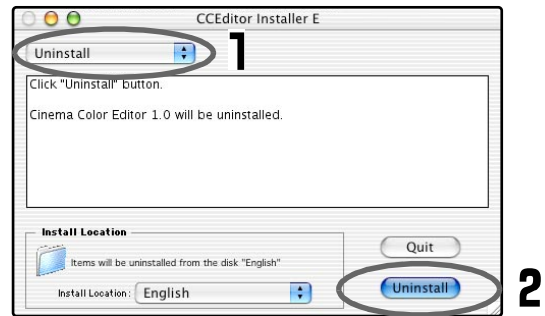 CCEditor Installer E
Uninstall
1
Click "Uninstall" button.
Cinema Color Editor 1.0 will be uninstalled.
Install Location
Items will be uninstalled from the disk "English"
Install Location: English
Quit
Uninstall
2